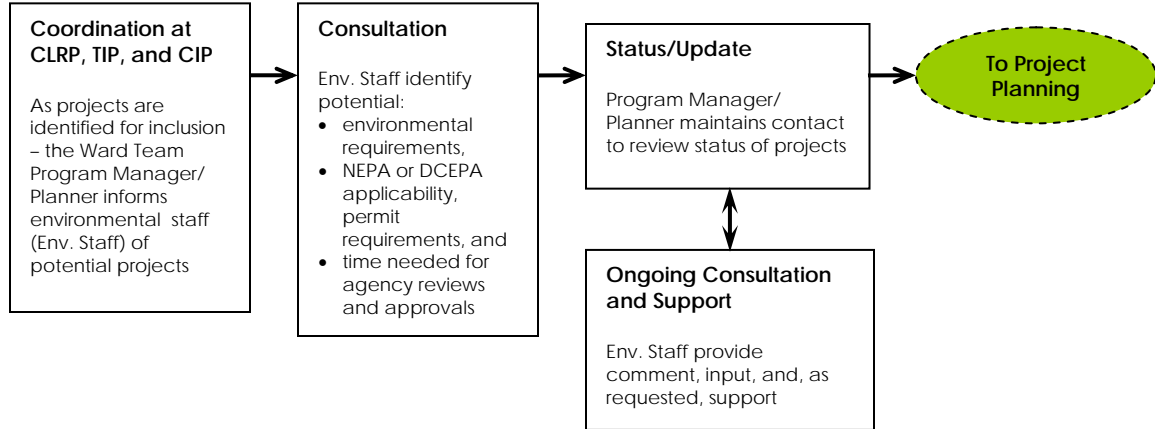 Coordination at
CLRP, TIP, and CIP
As projects are
identified for inclusion
– the Ward Team
Program Manager/
Planner informs
environmental staff
(Env. Staff) of
potential projects
Consultation
Env. Staff identify
potential:
• environmental
requirements,
• NEPA or DCEPA
applicability,
permit
requirements, and
• time needed for
agency reviews
and approvals
Status/Update
Program Manager/
Planner maintains contact
to review status of projects
Ongoing Consultation
and Support
Env. Staff provide
comment, input, and, as
requested, support
To Project
Planning